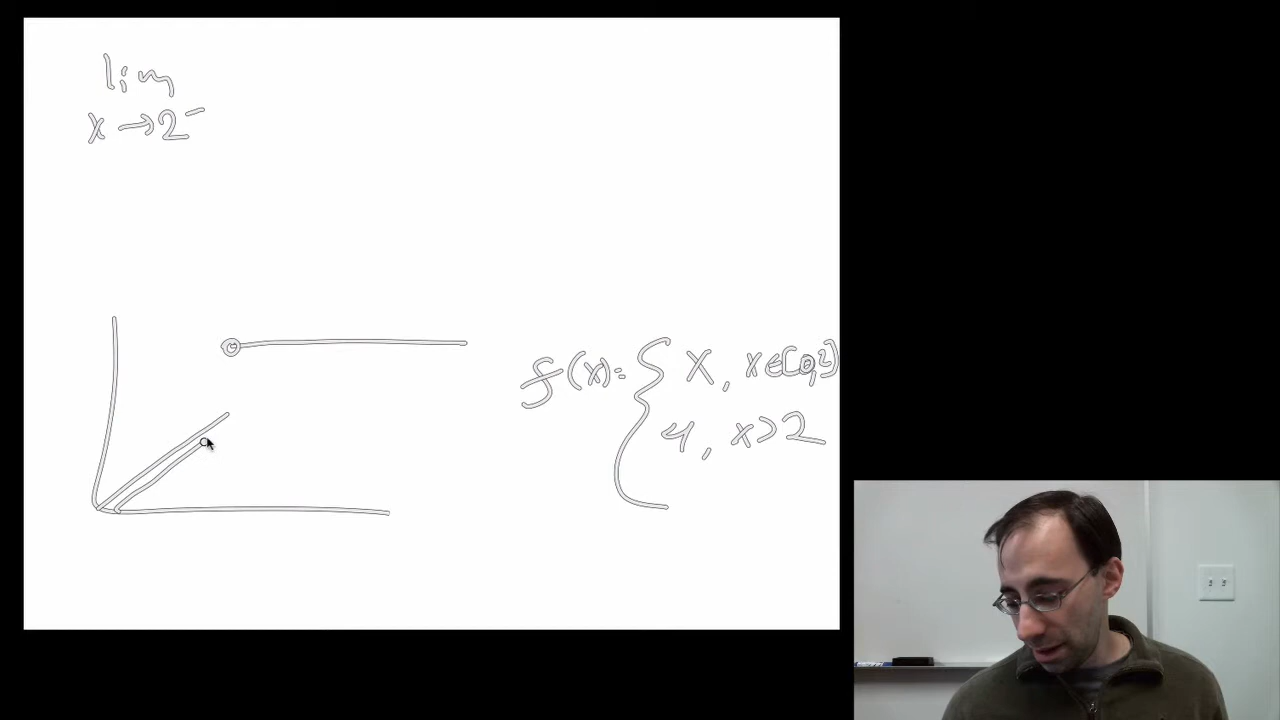 lim
x → 2⁻
f(x) = { x, x ∈ [0,2]
4, x > 2